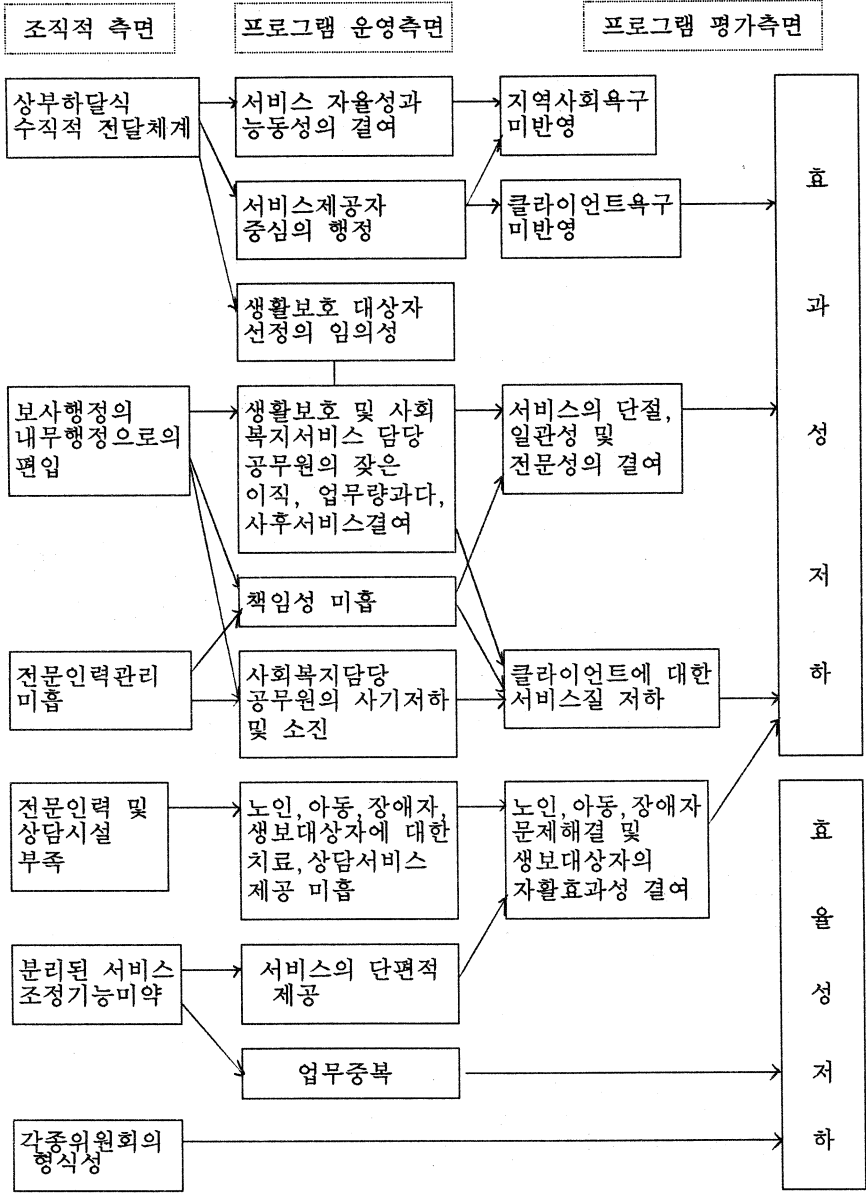 조직적 측면
프로그램 운영측면
프로그램 평가측면
상부하달식
수직적 전달체계
서비스 자율성과
능동성의 결여
지역사회욕구
미반영
서비스제공자
중심의 행정
클라이언트욕구
미반영
생활보호 대상자
선정의 임의성
보사행정의
내무행정으로의
편입
생활보호 및 사회
복지서비스 담당
공무원의 잦은
이직, 업무량과다,
사후서비스결여
서비스의 단절,
일관성 및
전문성의 결여
책임성 미흡
전문인력관리
미흡
사회복지담당
공무원의 사기저하
및 소진
클라이언트에 대한
서비스질 저하
효
과
성
저
하
전문인력 및
상담시설
부족
노인,아동,장애자,
생보대상자에 대한
치료,상담서비스
제공 미흡
노인,아동,장애자
문제해결 및
생보대상자의
자활효과성 결여
분리된 서비스
조정기능미약
서비스의 단편적
제공
업무중복
각종위원회의
형식성
효
율
성
저
하